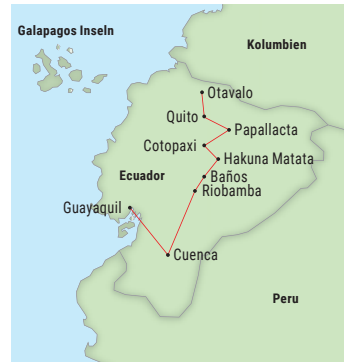 Galapagos Inseln
Kolumbien
Otavalo
Quito
Papallacta
Cotopaxi
Hakuna Matata
Ecuador
Baños
Riobamba
Guayaquil
Cuenca
Peru